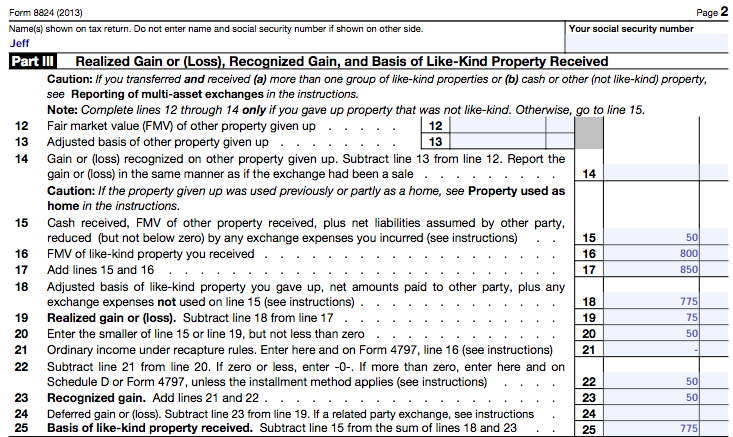 Form 8824 (2013) Page 2
Name(s) shown on tax return. Do not enter name and social security number if shown on other side. Your social security number
Jeff
Part III Realized Gain or (Loss), Recognized Gain, and Basis of Like-Kind Property Received
Caution: If you transferred and received (a) more than one group of like-kind properties or (b) cash or other (not like-kind) property,
see Reporting of multi-asset exchanges in the instructions.
Note: Complete lines 12 through 14 only if you gave up property that was not like-kind. Otherwise, go to line 15.
12 Fair market value (FMV) of other property given up . . . . . 12
13 Adjusted basis of other property given up . . . . . . . 13
14 Gain or (loss) recognized on other property given up. Subtract line 13 from line 12. Report the
gain or (loss) in the same manner as if the exchange had been a sale . . . . . . . . . 14
Caution: If the property given up was used previously or partly as a home, see Property used as
home in the instructions.
15 Cash received, FMV of other property received, plus net liabilities assumed by other party,
reduced (but not below zero) by any exchange expenses you incurred (see instructions) . . 15 50
16 FMV of like-kind property you received . . . . . . . . . . . . . . . . . 16 800
17 Add lines 15 and 16 . . . . . . . . . . . . . . . . . . . . . . . 17 850
18 Adjusted basis of like-kind property you gave up, net amounts paid to other party, plus any
exchange expenses not used on line 15 (see instructions) . . . . . . . . . . . . 18 775
19 Realized gain or (loss). Subtract line 18 from line 17 . . . . . . . . . . . . . 19 75
20 Enter the smaller of line 15 or line 19, but not less than zero . . . . . . . . . . . 20 50
21 Ordinary income under recapture rules. Enter here and on Form 4797, line 16 (see instructions) 21 -
22 Subtract line 21 from line 20. If zero or less, enter -0-. If more than zero, enter here and on
Schedule D or Form 4797, unless the installment method applies (see instructions) . . . . 22 50
23 Recognized gain. Add lines 21 and 22 . . . . . . . . . . . . . . . . . 23 50
24 Deferred gain or (loss). Subtract line 23 from line 19. If a related party exchange, see instructions . 24
25 Basis of like-kind property received. Subtract line 15 from the sum of lines 18 and 23 . . 25 775